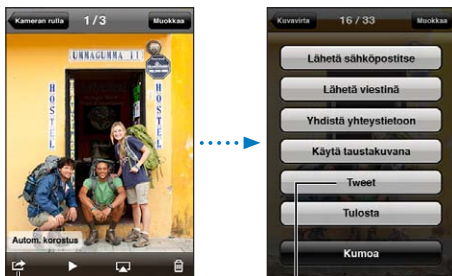 Kameran rulla
1 / 3
Muokkaa
UMMAGUMMA III
HOSTEL
HOSTEL
Autom. korostus
Kuvavirta
16 / 33
Muokkaa
Lähetä sähköpostitse
Lähetä viestinä
Yhdistä yhteystietoon
Käytä taustakuvana
Tweet
Tulosta
Kumoa